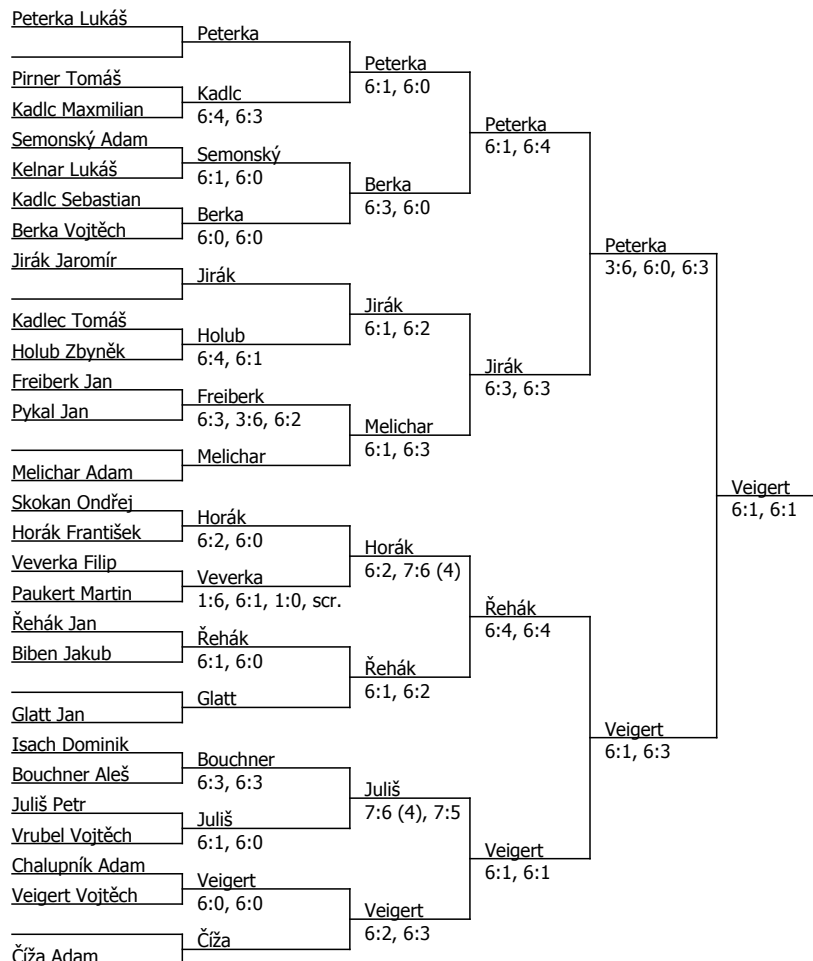 Peterka Lukáš
Peterka
Peterka
6:1, 6:0
Pirner Tomáš
Kadlc
6:4, 6:3
Kadlc Maxmilian
Peterka
6:1, 6:4
Semonský Adam
Semonský
6:1, 6:0
Kelnar Lukáš
Berka
6:3, 6:0
Kadlc Sebastian
Berka
6:0, 6:0
Berka Vojtěch
Peterka
3:6, 6:0, 6:3
Jirák Jaromír
Jirák
Jirák
6:1, 6:2
Kadlec Tomáš
Holub
6:4, 6:1
Holub Zbyněk
Jirák
6:3, 6:3
Freiberk Jan
Freiberk
6:3, 3:6, 6:2
Pykal Jan
Melichar
6:1, 6:3
Melichar
Melichar Adam
Veigert
6:1, 6:1
Skokan Ondřej
Horák
6:2, 6:0
Horák František
Horák
6:2, 7:6 (4)
Veverka Filip
Veverka
1:6, 6:1, 1:0, scr.
Paukert Martin
Řehák
6:4, 6:4
Řehák Jan
Řehák
6:1, 6:0
Biben Jakub
Řehák
6:1, 6:2
Glatt
Glatt Jan
Veigert
6:1, 6:3
Isach Dominik
Bouchner
6:3, 6:3
Bouchner Aleš
Juliš
7:6 (4), 7:5
Juliš Petr
Juliš
6:1, 6:0
Vrubel Vojtěch
Veigert
6:1, 6:1
Chalupník Adam
Veigert
6:0, 6:0
Veigert Vojtěch
Veigert
6:2, 6:3
Číža
Číža Adam